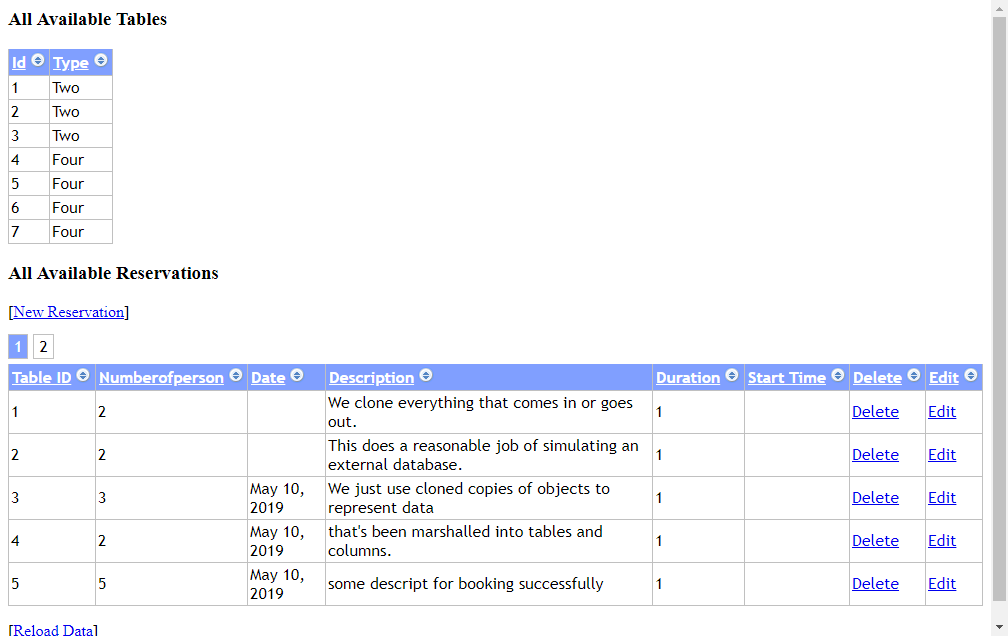 All Available Tables
Id Type
1 Two
2 Two
3 Two
4 Four
5 Four
6 Four
7 Four
All Available Reservations
[New Reservation]
1 2
Table ID Numberofperson Date Description Duration Start Time Delete Edit
1 2 We clone everything that comes in or goes out. 1 Delete Edit
2 2 This does a reasonable job of simulating an external database. 1 Delete Edit
3 3 May 10, 2019 We just use cloned copies of objects to represent data 1 Delete Edit
4 2 May 10, 2019 that's been marshalled into tables and columns. 1 Delete Edit
5 5 May 10, 2019 some descript for booking successfully 1 Delete Edit
[Reload Data]